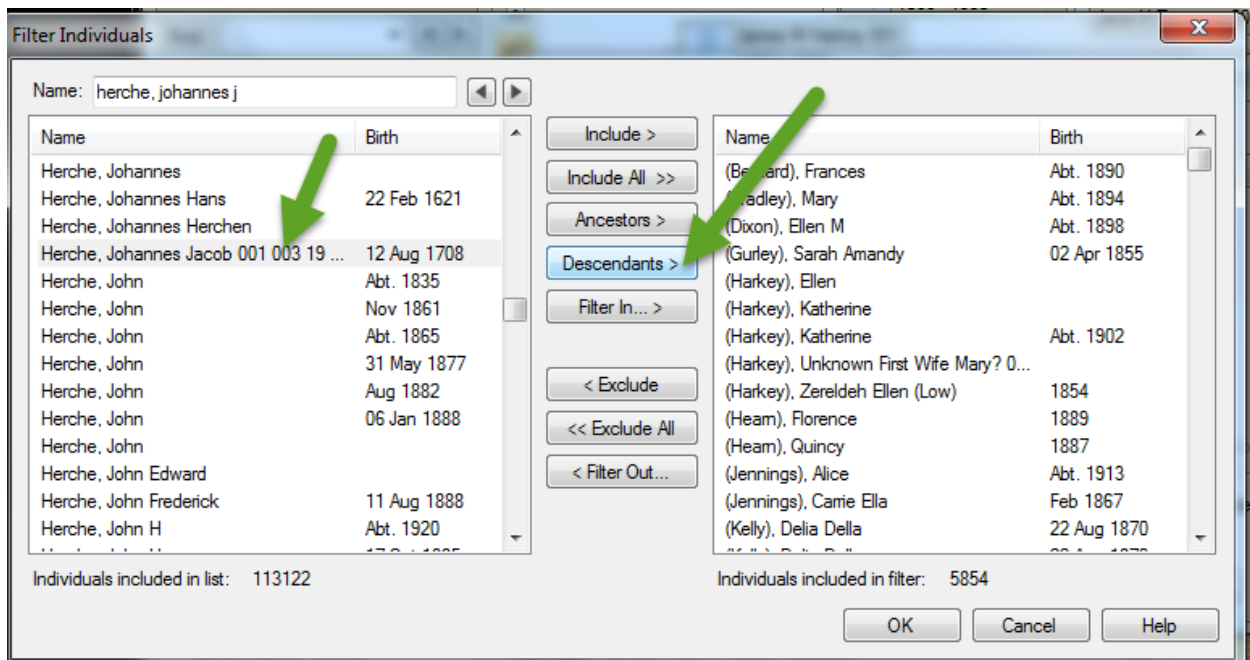 Filter Individuals
Name: herche, johannes j
Name Birth
Herche, Johannes
Herche, Johannes Hans 22 Feb 1621
Herche, Johannes Herchen
Herche, Johannes Jacob 001 003 19 ... 12 Aug 1708
Herche, John Abt. 1835
Herche, John Nov 1861
Herche, John Abt. 1865
Herche, John 31 May 1877
Herche, John Aug 1882
Herche, John 06 Jan 1888
Herche, John
Herche, John Edward
Herche, John Frederick 11 Aug 1888
Herche, John H Abt. 1920
Individuals included in list: 113122
Include >
Include All >>
Ancestors >
Descendants >
Filter In... >
< Exclude
<< Exclude All
< Filter Out...
Name Birth
Frances Abt. 1890
Mary Abt. 1894
(Dixon), Ellen M Abt. 1898
(Gurley), Sarah Amandy 02 Apr 1855
(Harkey), Ellen
(Harkey), Katherine
(Harkey), Katherine Abt. 1902
(Harkey), Unknown First Wife Mary? 0...
(Harkey), Zereldeh Ellen (Low) 1854
(Hearn), Florence 1889
(Hearn), Quincy 1887
(Jennings), Alice Abt. 1913
(Jennings), Carrie Ella Feb 1867
(Kelly), Delia Della 22 Aug 1870
Individuals included in filter: 5854
OK Cancel Help